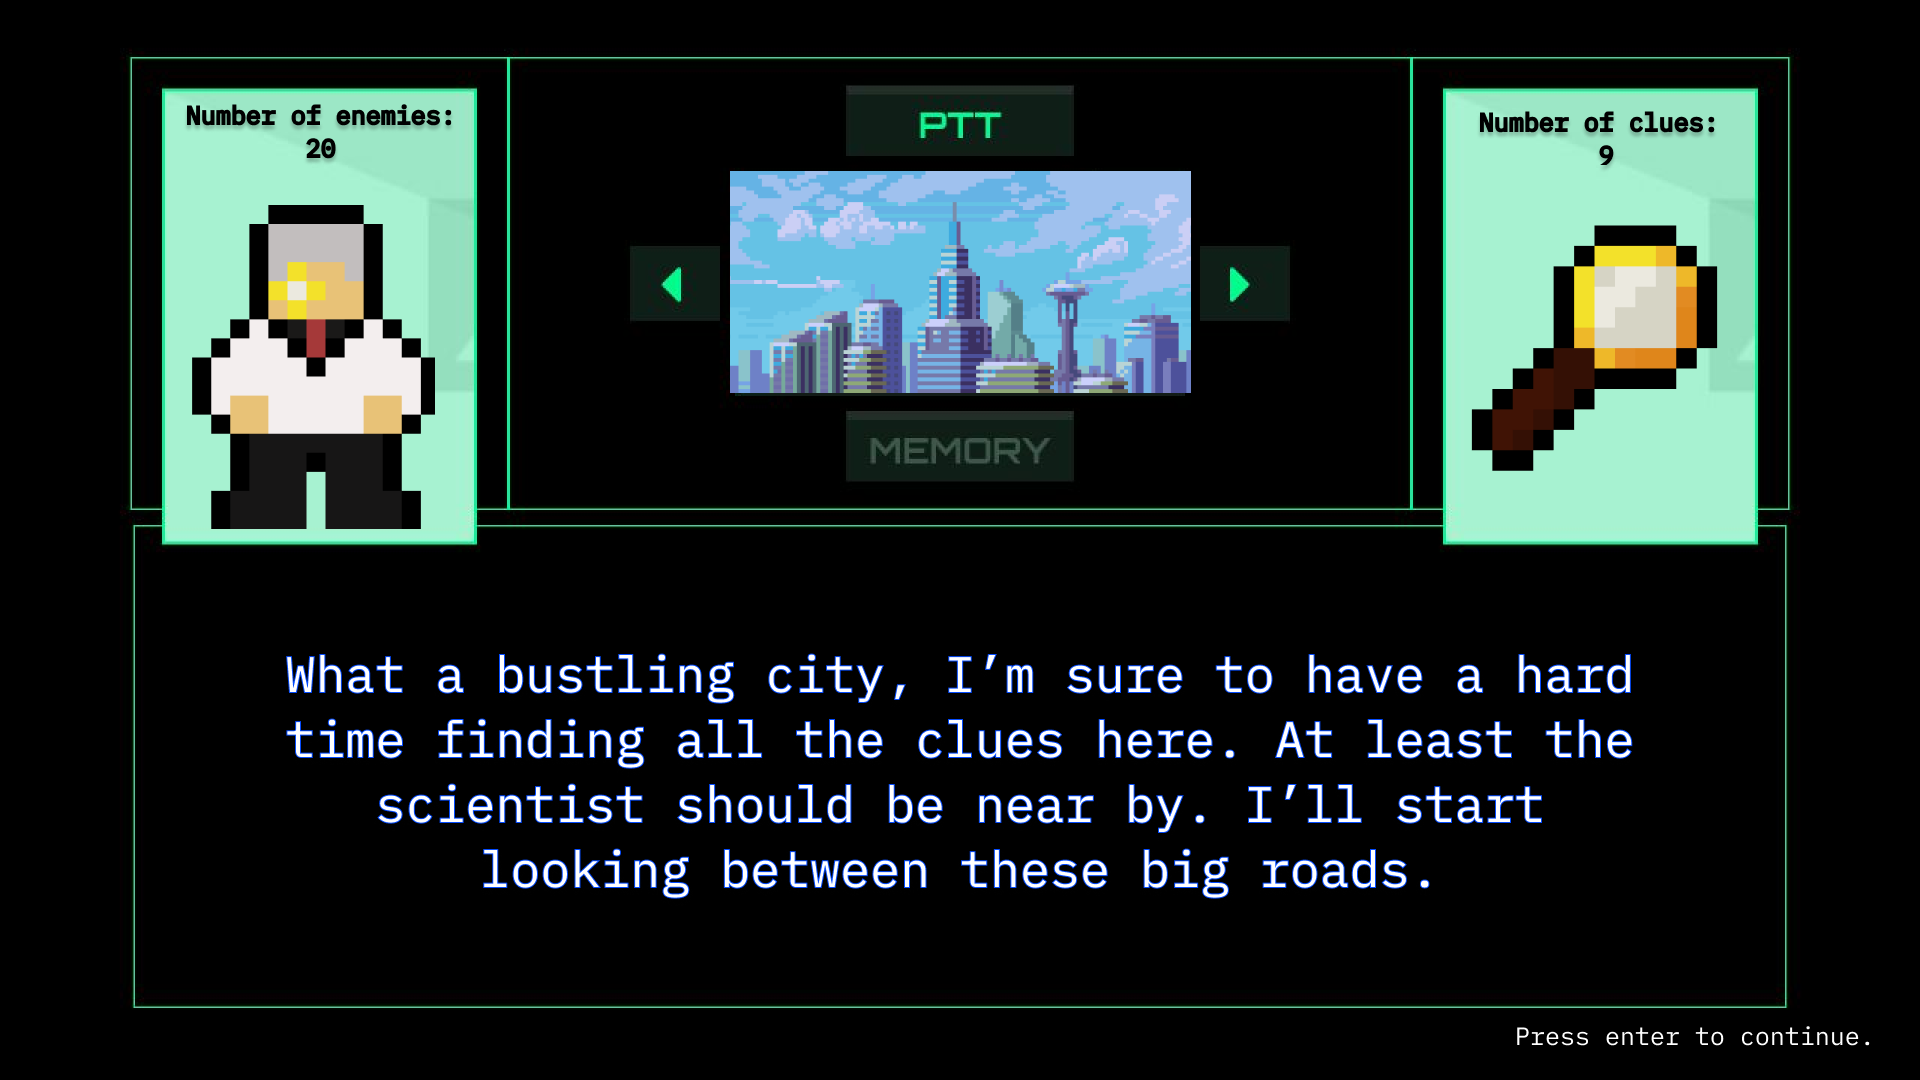 Number of enemies:
20
PTT
Number of clues:
9
MEMORY
What a bustling city, I’m sure to have a hard
time finding all the clues here. At least the
scientist should be near by. I’ll start
looking between these big roads.
Press enter to continue.